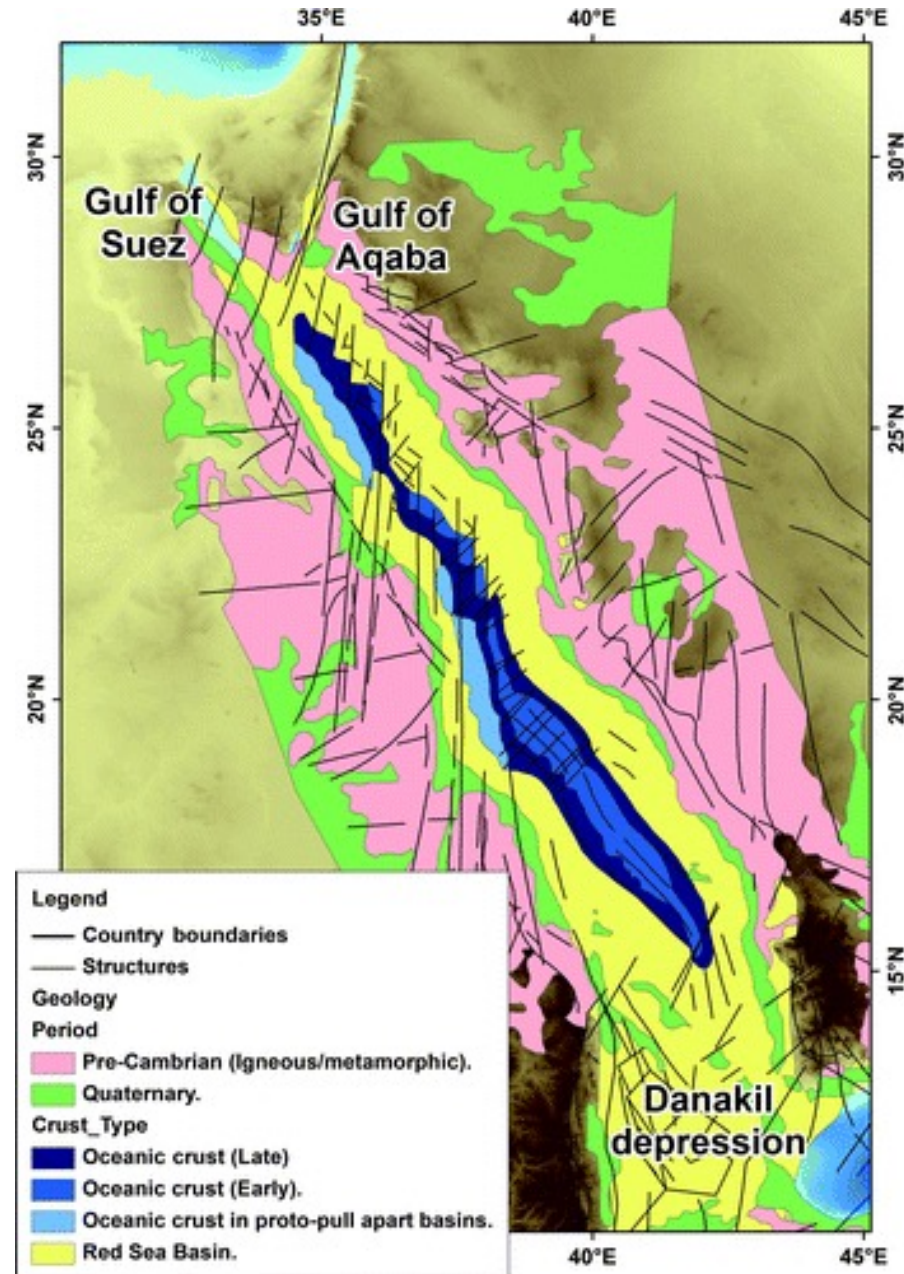 35°E 40°E 45°E
30°N 30°N
Gulf of
Suez
Gulf of
Aqaba
25°N 25°N
20°N 20°N
15°N
Legend
Country boundaries
Structures
Geology
Period
Pre-Cambrian (Igneous/metamorphic).
Quaternary.
Crust_Type
Oceanic crust (Late)
Oceanic crust (Early).
Oceanic crust in proto-pull apart basins.
Red Sea Basin.
Danakil
depression
40°E 45°E